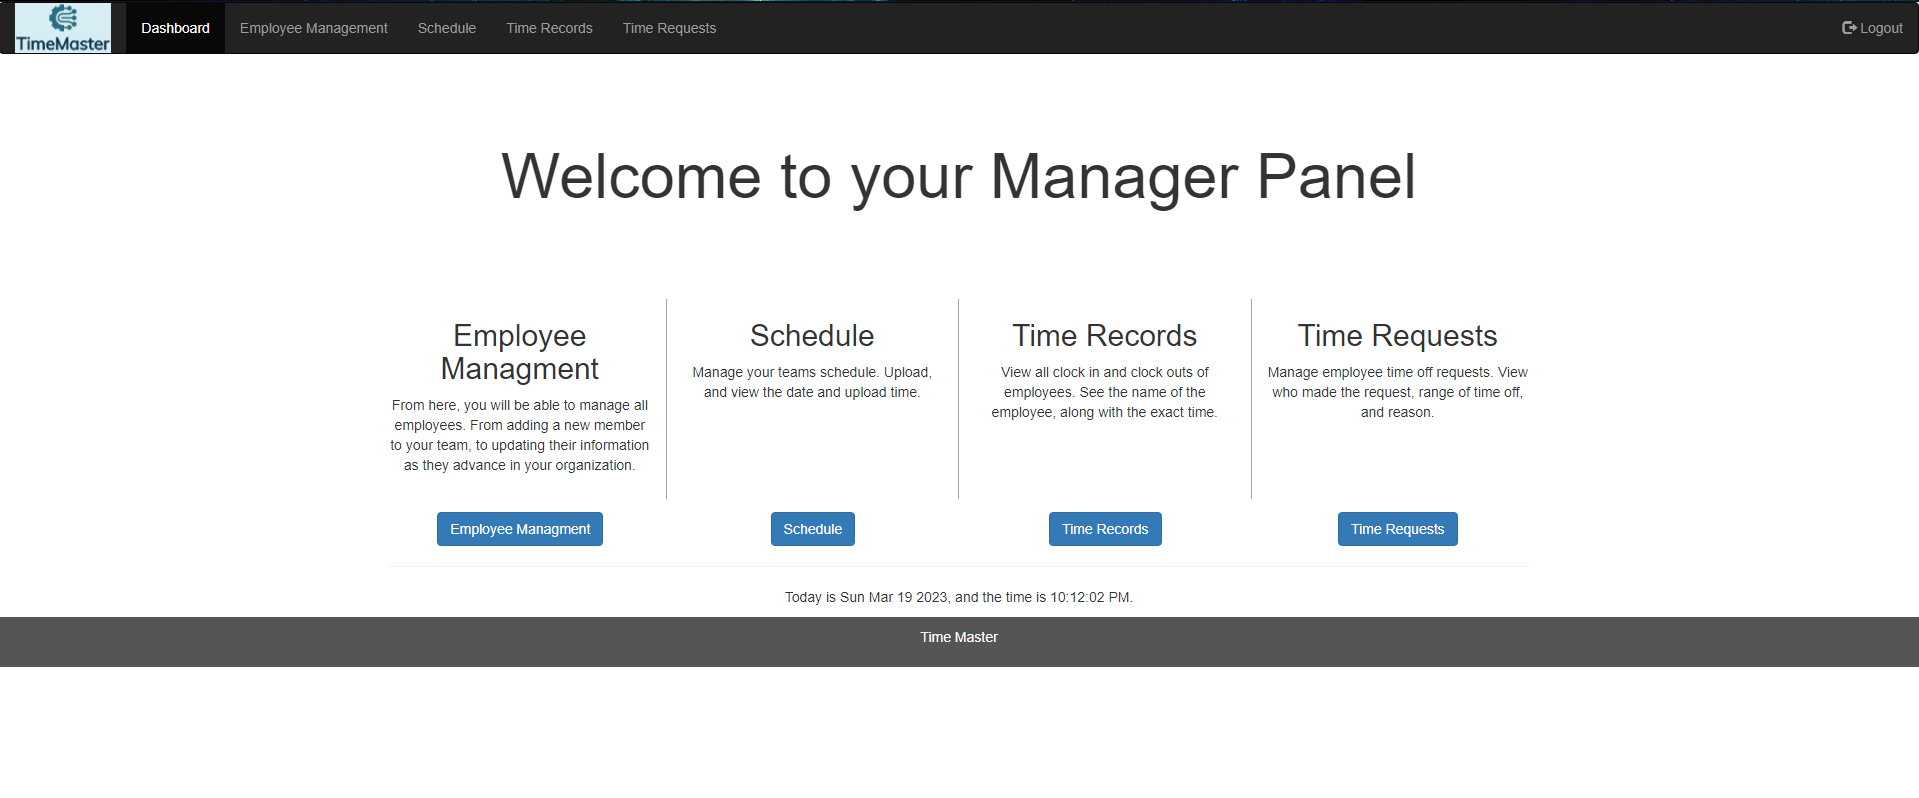 TimeMaster
Dashboard
Employee Management
Schedule
Time Records
Time Requests
Logout
Welcome to your Manager Panel
Employee
Managment
From here, you will be able to manage all
employees. From adding a new member
to your team, to updating their information
as they advance in your organization.
Employee Managment
Schedule
Manage your teams schedule. Upload,
and view the date and upload time.
Schedule
Time Records
View all clock in and clock outs of
employees. See the name of the
employee, along with the exact time.
Time Records
Time Requests
Manage employee time off requests. View
who made the request, range of time off,
and reason.
Time Requests
Today is Sun Mar 19 2023, and the time is 10:12:02 PM.
Time Master